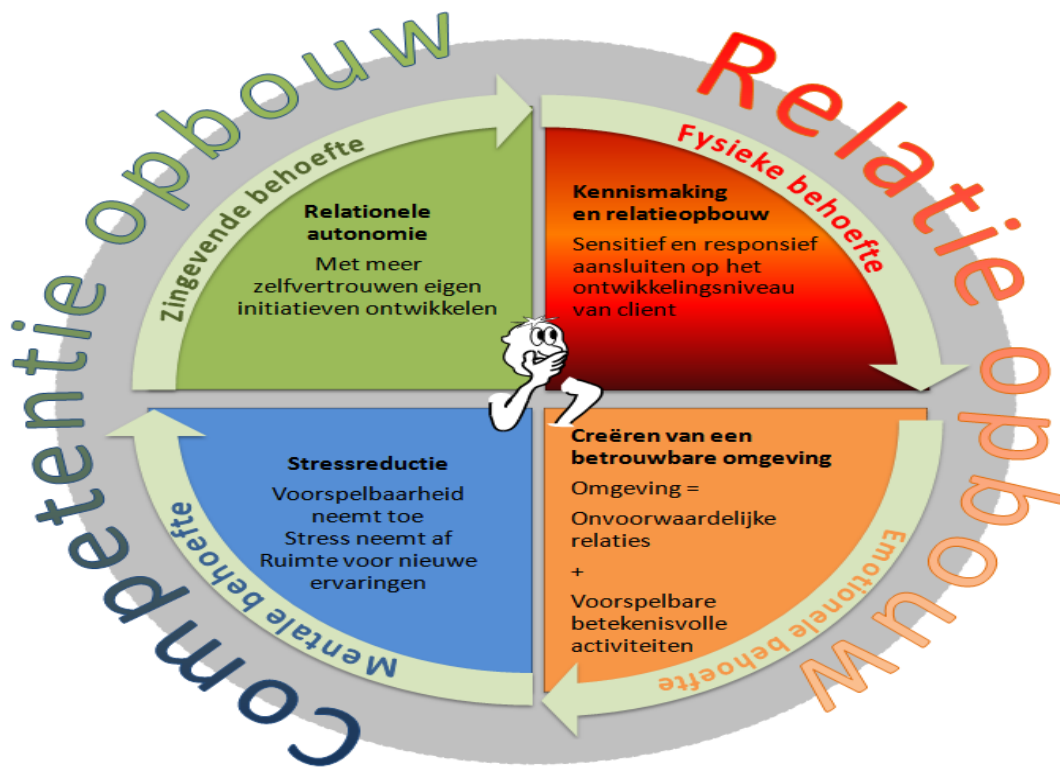 Relatie opbouw
Fysieke behoefte
Kennismaking
en relatieopbouw
Sensitief en responsief
aansluiten op het
ontwikkelingsniveau
van client
Emotionele behoefte
Creëren van een
betrouwbare omgeving
Omgeving =
Onvoorwaardelijke
relaties
+
Voorspelbare
betekenisvolle
activiteiten
Competentie opbouw
Mentale behoefte
Stressreductie
Voorspelbaarheid
neemt toe
Stress neemt af
Ruimte voor nieuwe
ervaringen
Zingevende behoefte
Relationele
autonomie
Met meer
zelfvertrouwen eigen
initiatieven ontwikkelen